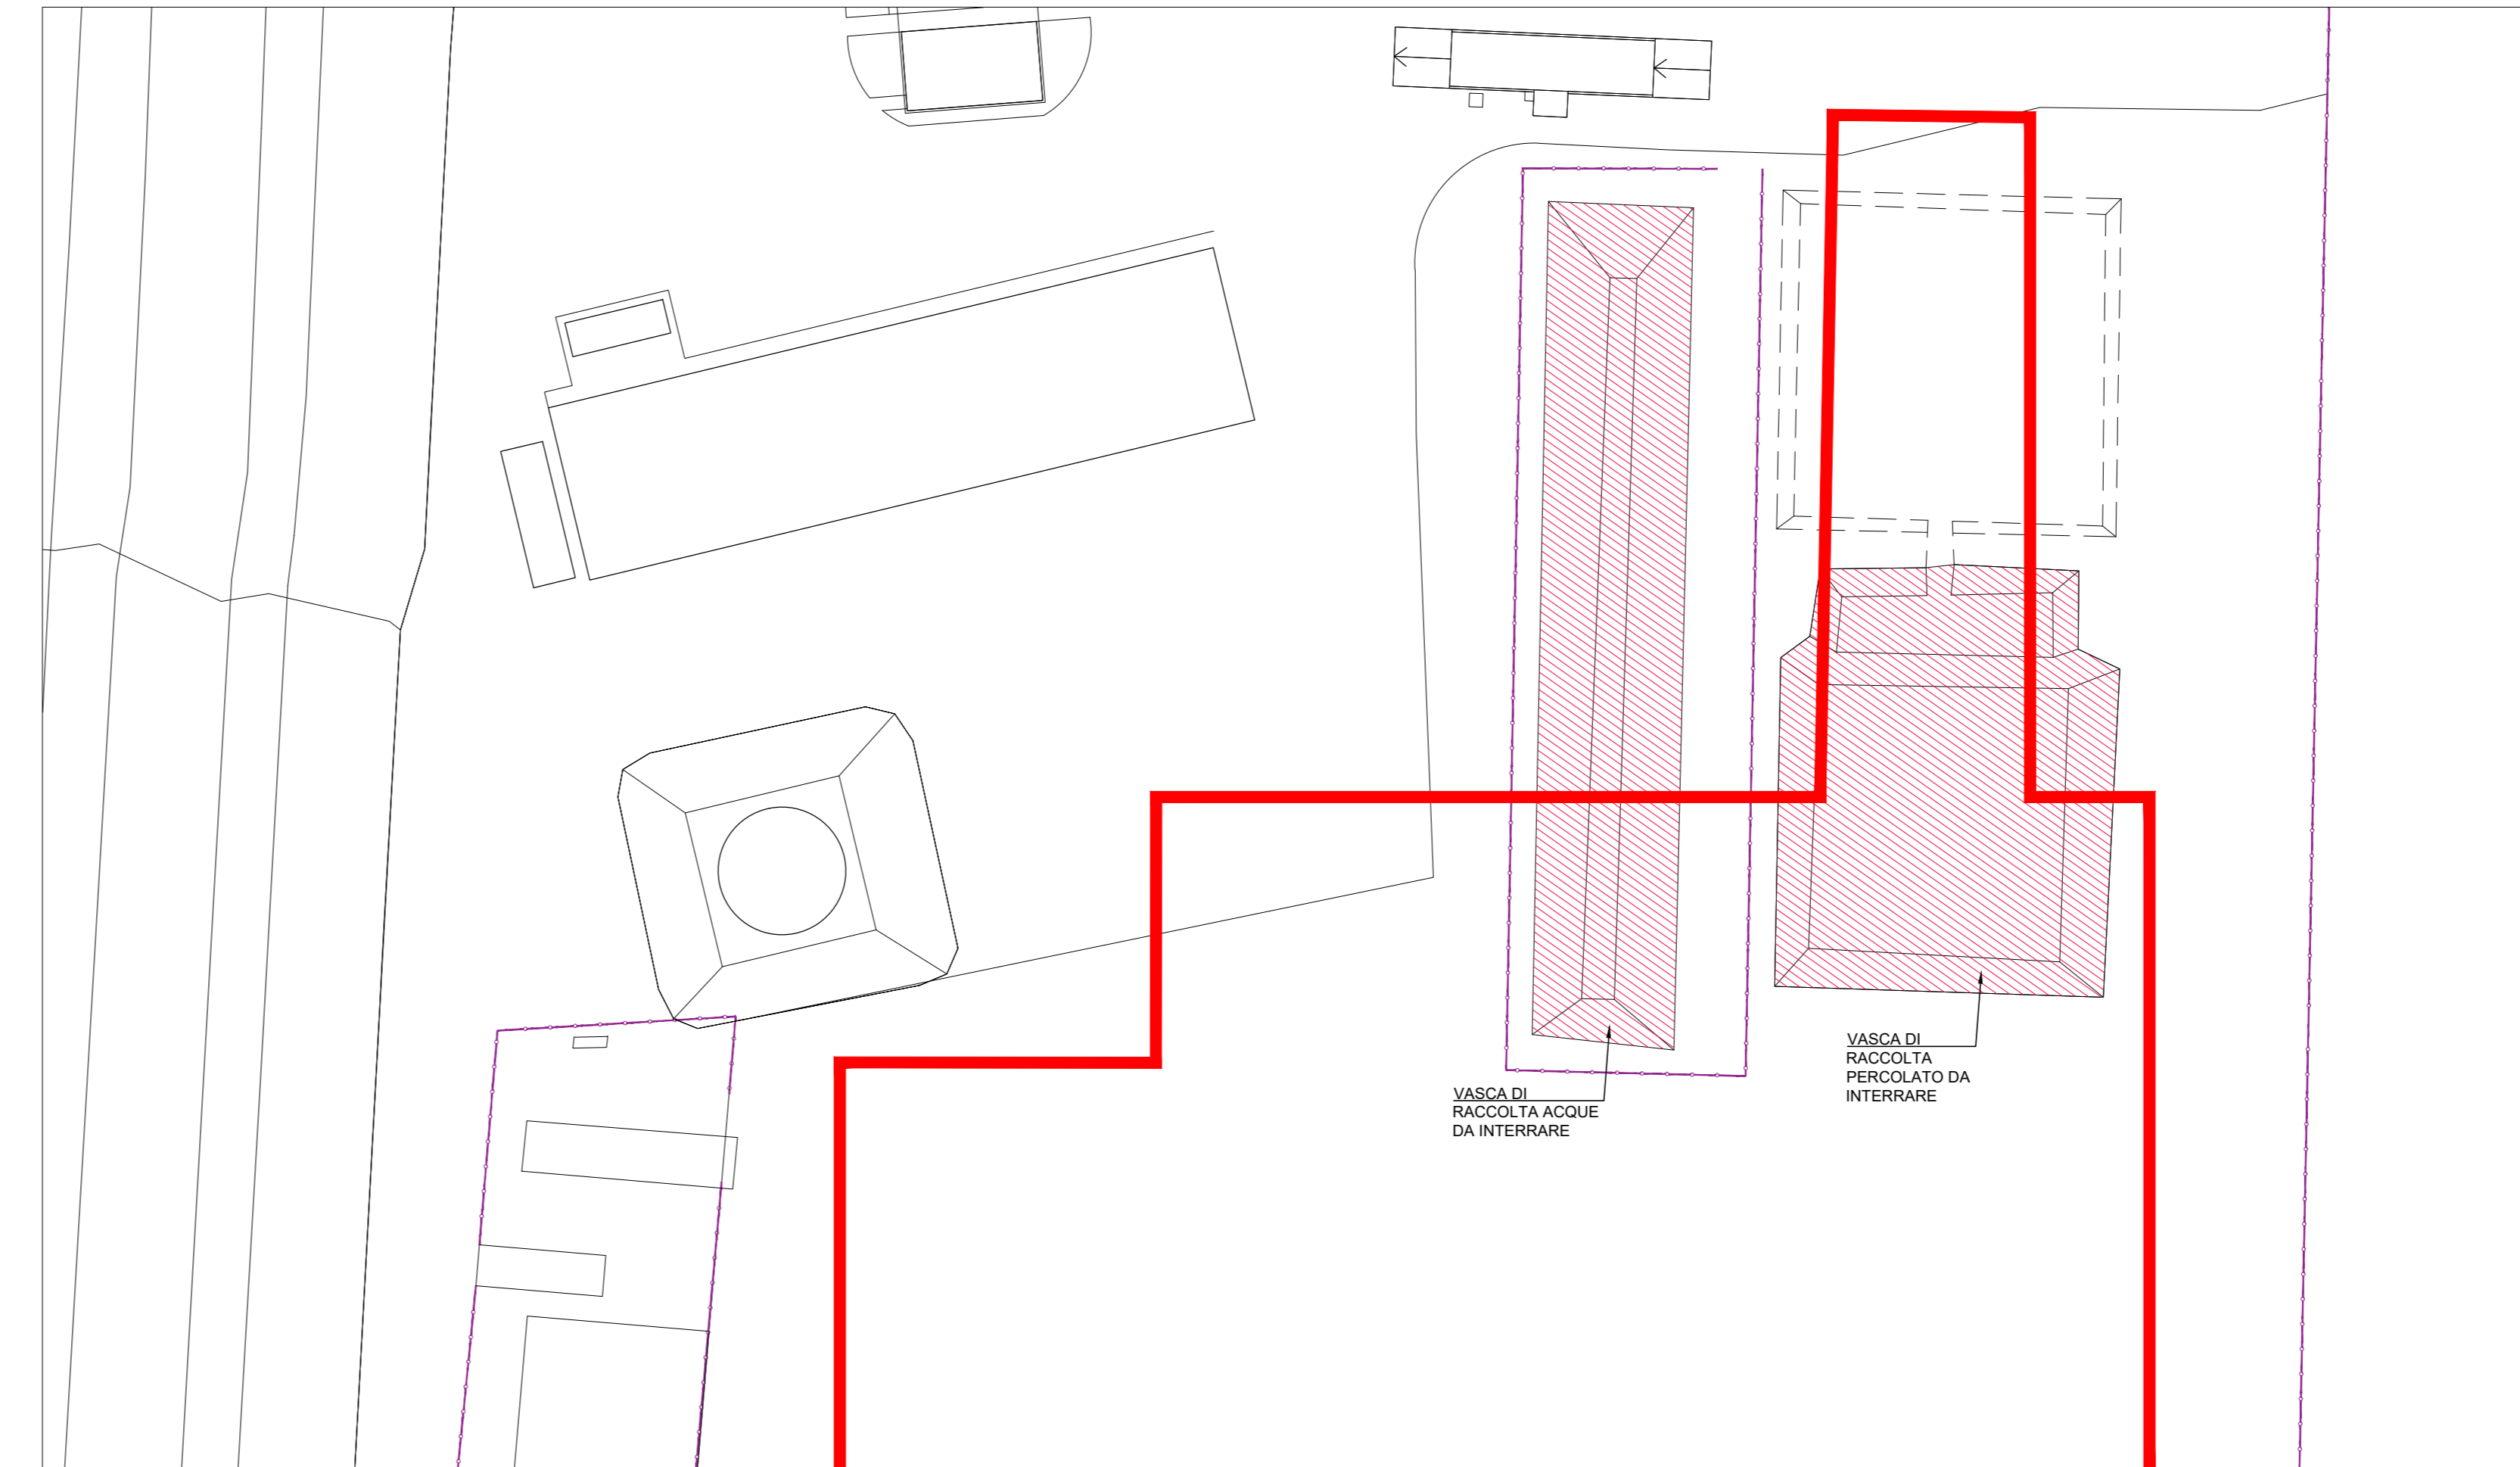 VASCA DI
RACCOLTA ACQUE
DA INTERRARE
VASCA DI
RACCOLTA
PERCOLATO DA
INTERRARE